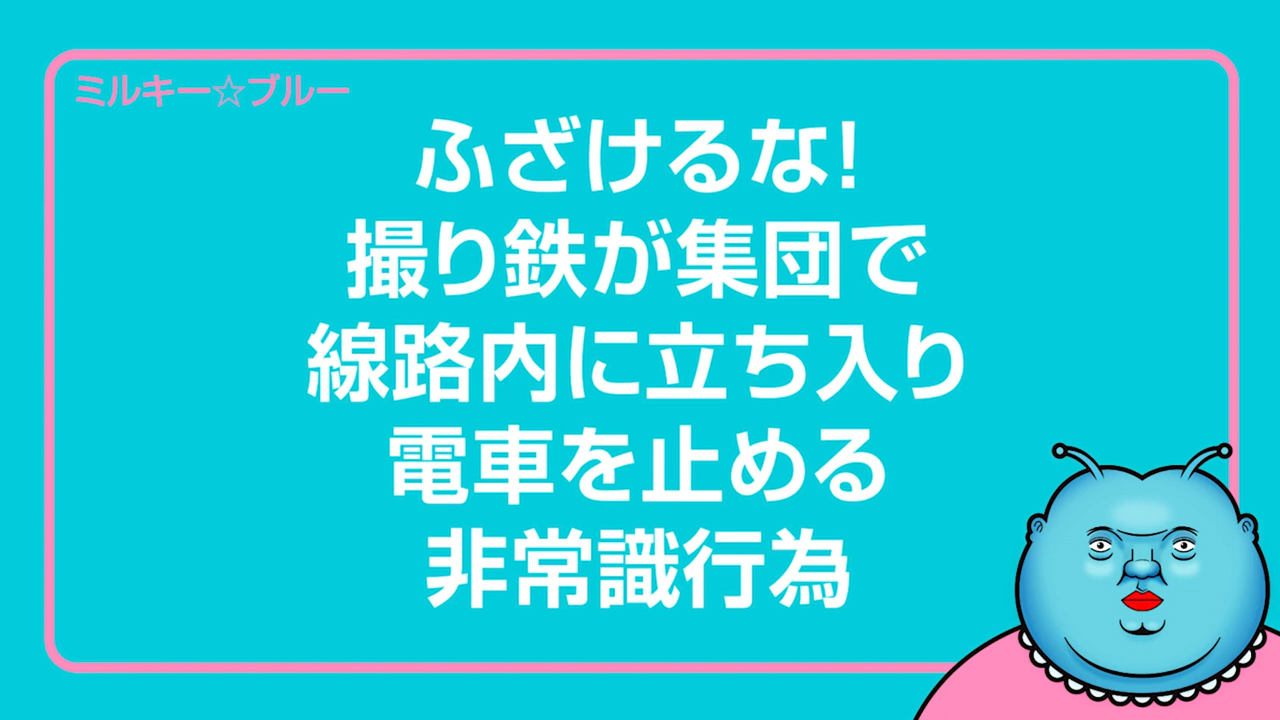 ミルキー☆ブルー
ふざけるな!
撮り鉄が集団で
線路内に立ち入り
電車を止める
非常識行為